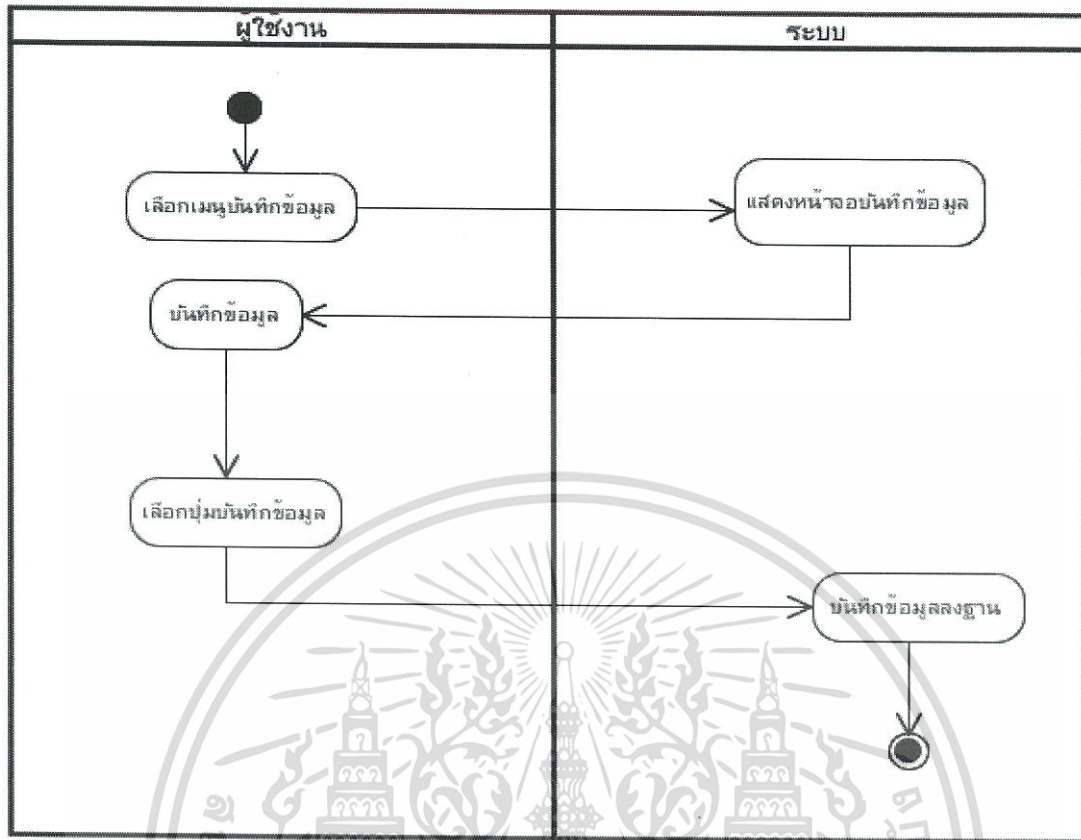 ผู้ใช้งาน
ระบบ
เลือกเมนูบันทึกข้อมูล
แสดงหน้าจอบันทึกข้อมูล
บันทึกข้อมูล
เลือกปุ่มบันทึกข้อมูล
บันทึกข้อมูลลงฐาน